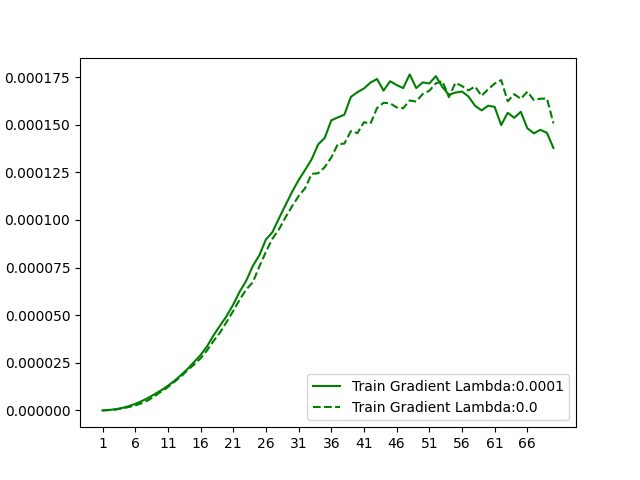 0.000175
0.000150
0.000125
0.000100
0.000075
0.000050
0.000025
0.000000
Train Gradient Lambda:0.0001
Train Gradient Lambda:0.0
1 6 11 16 21 26 31 36 41 46 51 56 61 66